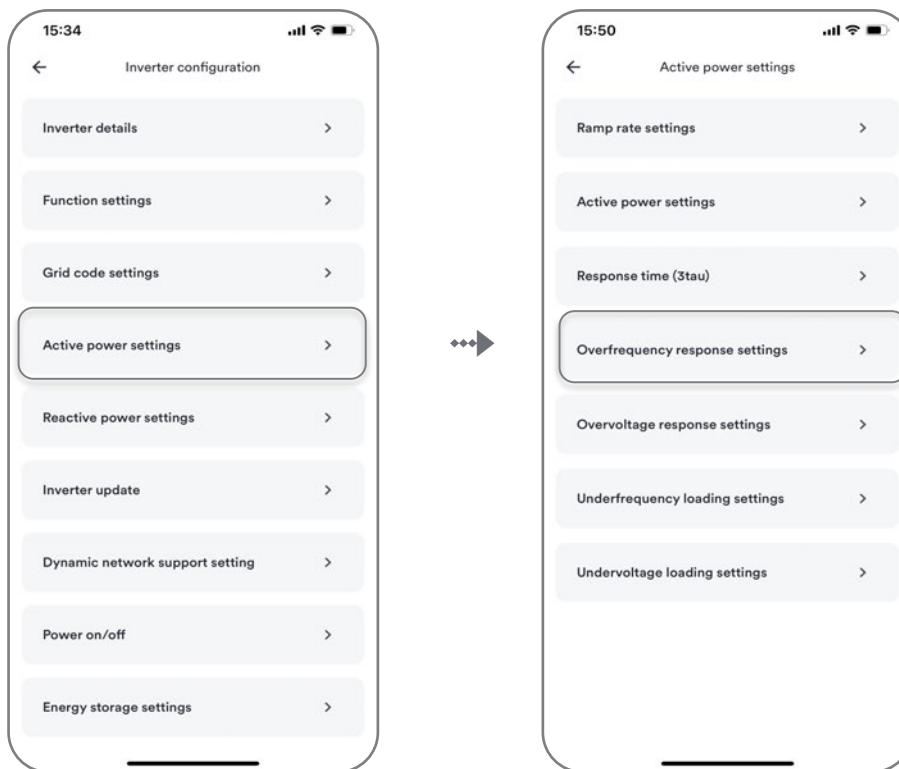 15:34
Inverter configuration
Inverter details
Function settings
Grid code settings
Active power settings
Reactive power settings
Inverter update
Dynamic network support setting
Power on/off
Energy storage settings
15:50
Active power settings
Ramp rate settings
Active power settings
Response time (3tau)
Overfrequency response settings
Overvoltage response settings
Underfrequency loading settings
Undervoltage loading settings